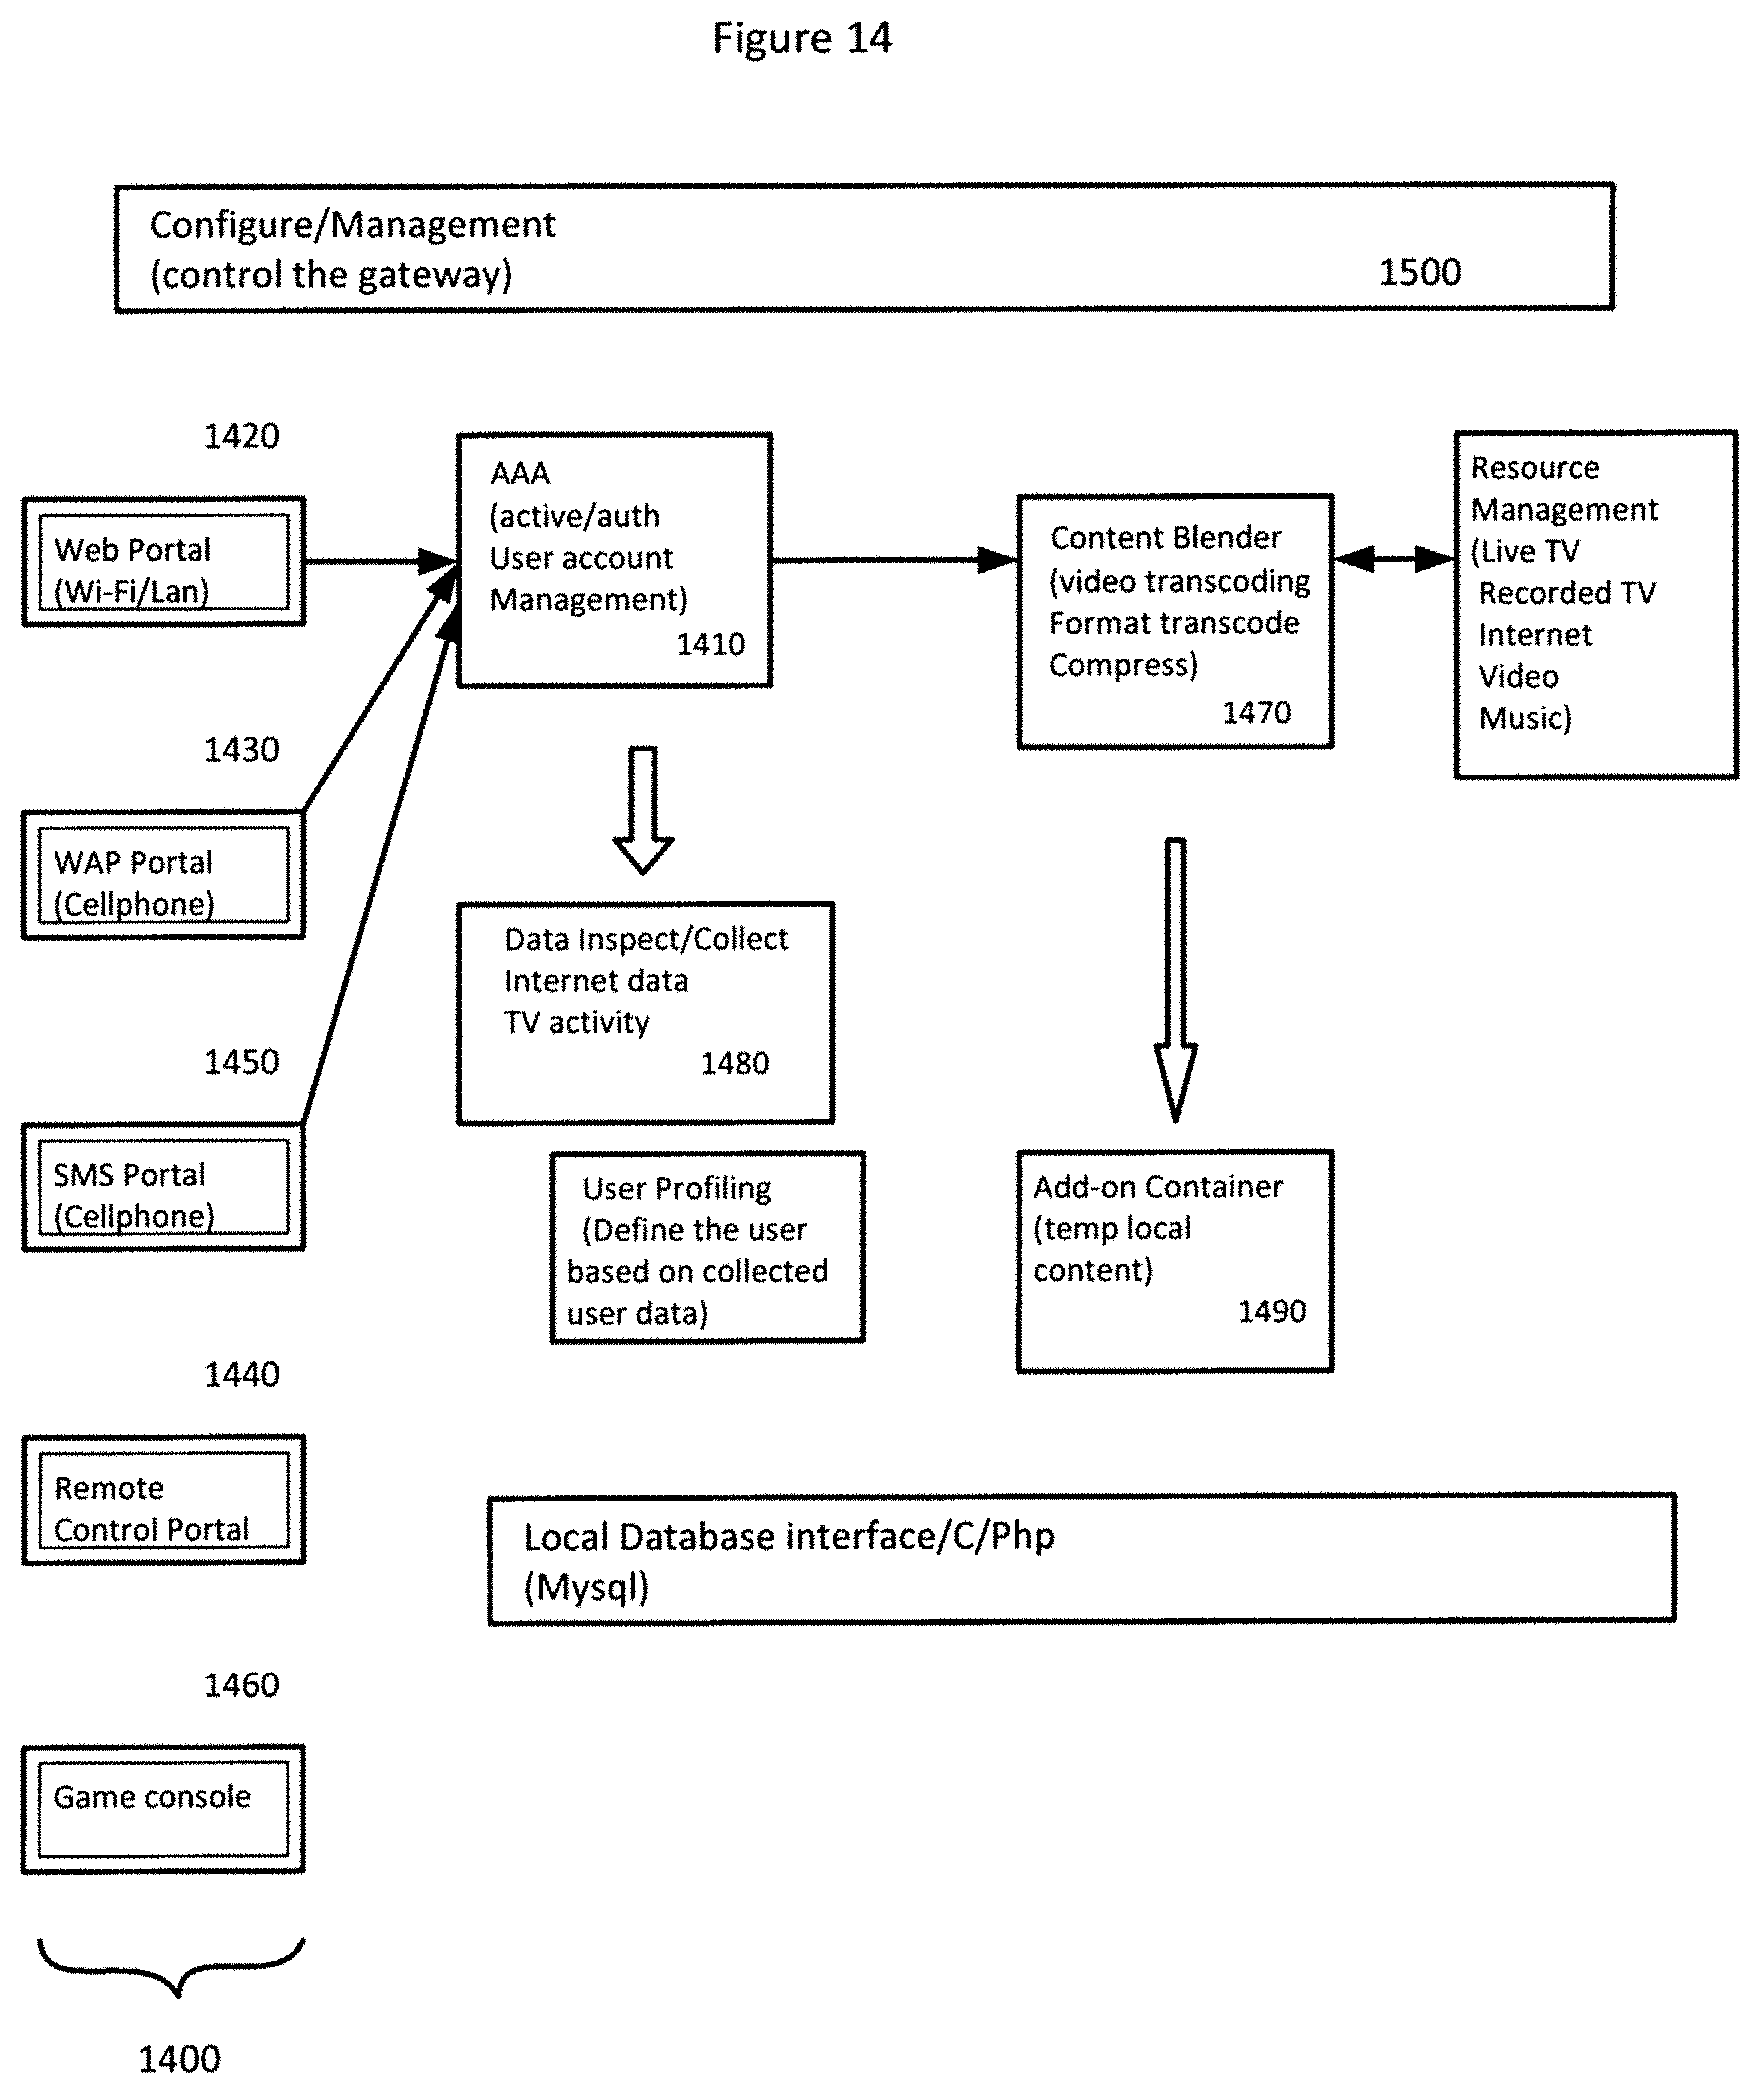 Figure 14
Configure/Management
(control the gateway)
1500
1420
Web Portal
(Wi-Fi/Lan)
1430
WAP Portal
(Cellphone)
1450
SMS Portal
(Cellphone)
1440
Remote
Control Portal
1460
Game console
1400
AAA
(active/auth
User account
Management)
1410
Content Blender
(video transcoding
Format transcode
Compress)
1470
Resource
Management
(Live TV
Recorded TV
Internet
Video
Music)
Data Inspect/Collect
Internet data
TV activity
1480
User Profiling
(Define the user
based on collected
user data)
Add-on Container
(temp local
content)
1490
Local Database interface/C/Php
(Mysql)